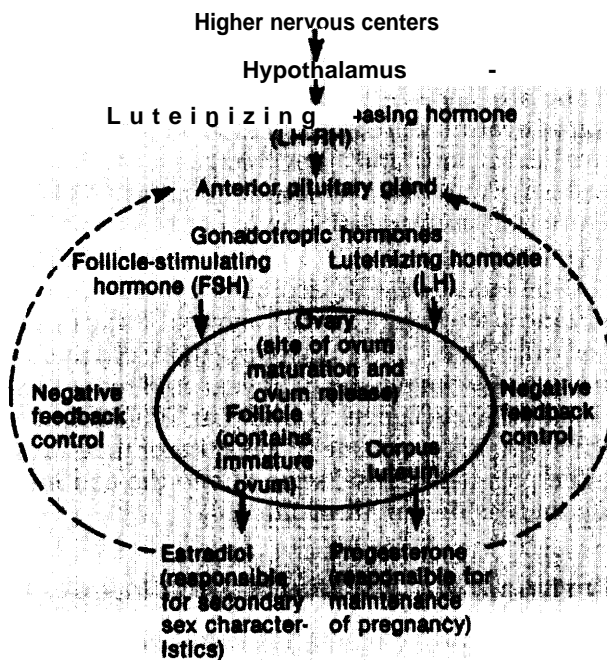 Higher nervous centers
Hypothalamus -
Luteinizing asing hormone
(LH-RH)
Anterior pituitary gland
Gonadotropic hormones
Follicle-stimulating
hormone (FSH)
Luteinizing hormone
(LH)
Ovary
(site of ovum
maturation and
ovum release)
Negative
feedback
control
Follicle
(contains
immature
ovum)
Corpus
luteum
Negative
feedback
control
Estradiol
(responsible
for secondary
sex character-
istics)
Progesterone
(responsible for
maintenance
of pregnancy)